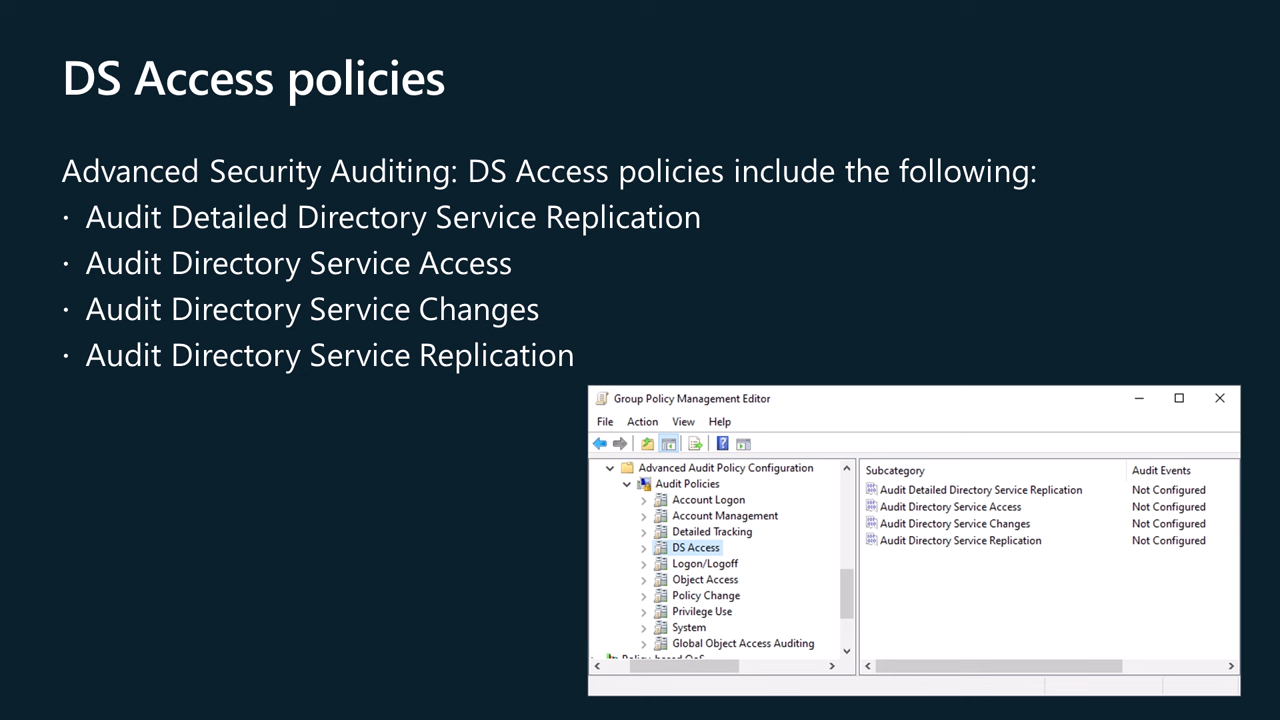 DS Access policies
Advanced Security Auditing: DS Access policies include the following:
· Audit Detailed Directory Service Replication
· Audit Directory Service Access
· Audit Directory Service Changes
· Audit Directory Service Replication
Group Policy Management Editor
File Action View Help
Advanced Audit Policy Configuration
Audit Policies
Account Logon
Account Management
Detailed Tracking
DS Access
Logon/Logoff
Object Access
Policy Change
Privilege Use
System
Global Object Access Auditing
Policy-based QoS
Subcategory Audit Events
Audit Detailed Directory Service Replication Not Configured
Audit Directory Service Access Not Configured
Audit Directory Service Changes Not Configured
Audit Directory Service Replication Not Configured